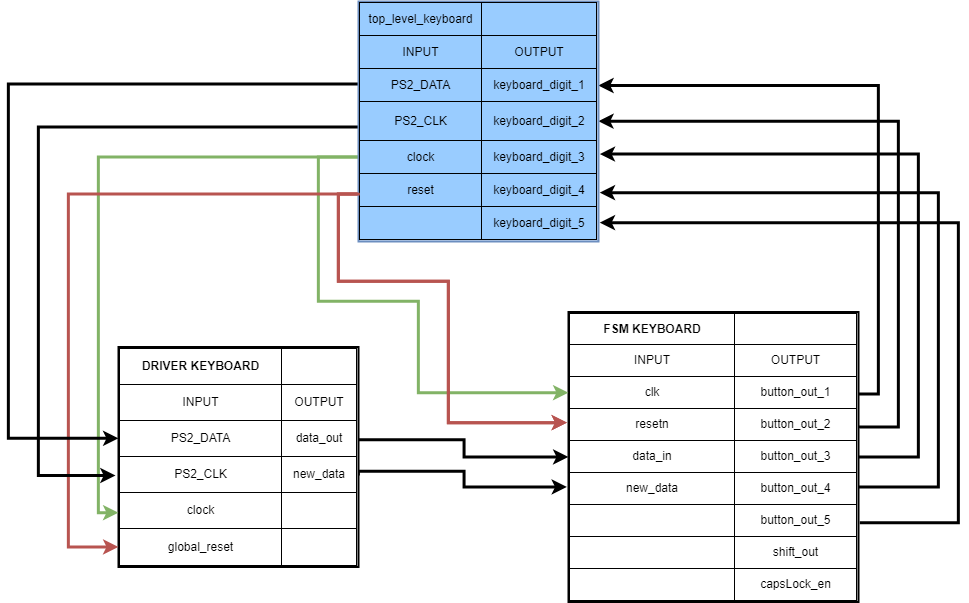 top_level_keyboard
INPUT OUTPUT
PS2_DATA keyboard_digit_1
PS2_CLK keyboard_digit_2
clock keyboard_digit_3
reset keyboard_digit_4
keyboard_digit_5
DRIVER KEYBOARD
INPUT OUTPUT
PS2_DATA data_out
PS2_CLK new_data
clock
global_reset
FSM KEYBOARD
INPUT OUTPUT
clk button_out_1
resetn button_out_2
data_in button_out_3
new_data button_out_4
button_out_5
shift_out
capsLock_en